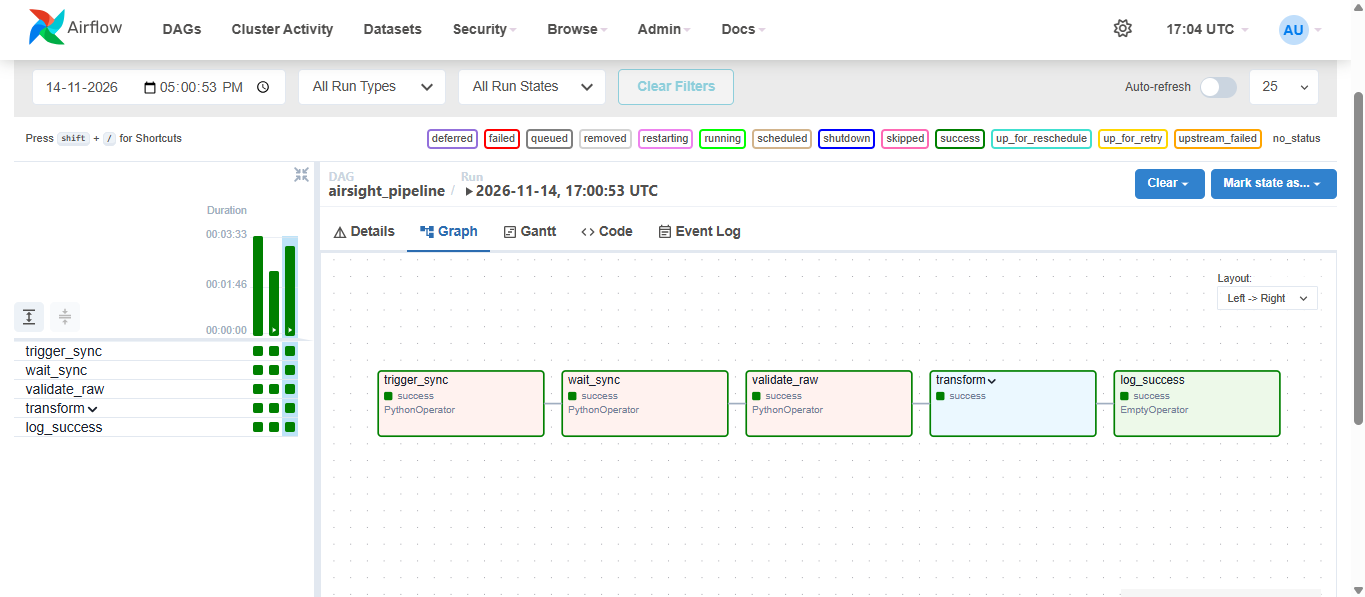 Airflow DAGs Cluster Activity Datasets Security Browse Admin Docs 17:04 UTC AU
14-11-2026 05:00:53 PM All Run Types All Run States Clear Filters Auto-refresh 25
Press shift + / for Shortcuts deferred failed queued removed restarting running scheduled shutdown skipped success up_for_reschedule up_for_retry upstream_failed no_status
DAG Run
airsight_pipeline / 2026-11-14, 17:00:53 UTC
Clear Mark state as...
Duration
00:03:33
00:01:46
00:00:00
trigger_sync
wait_sync
validate_raw
transform
log_success
Details Graph Gantt Code Event Log
Layout:
Left -> Right
trigger_sync
success
PythonOperator
wait_sync
success
PythonOperator
validate_raw
success
PythonOperator
transform
success
log_success
success
EmptyOperator